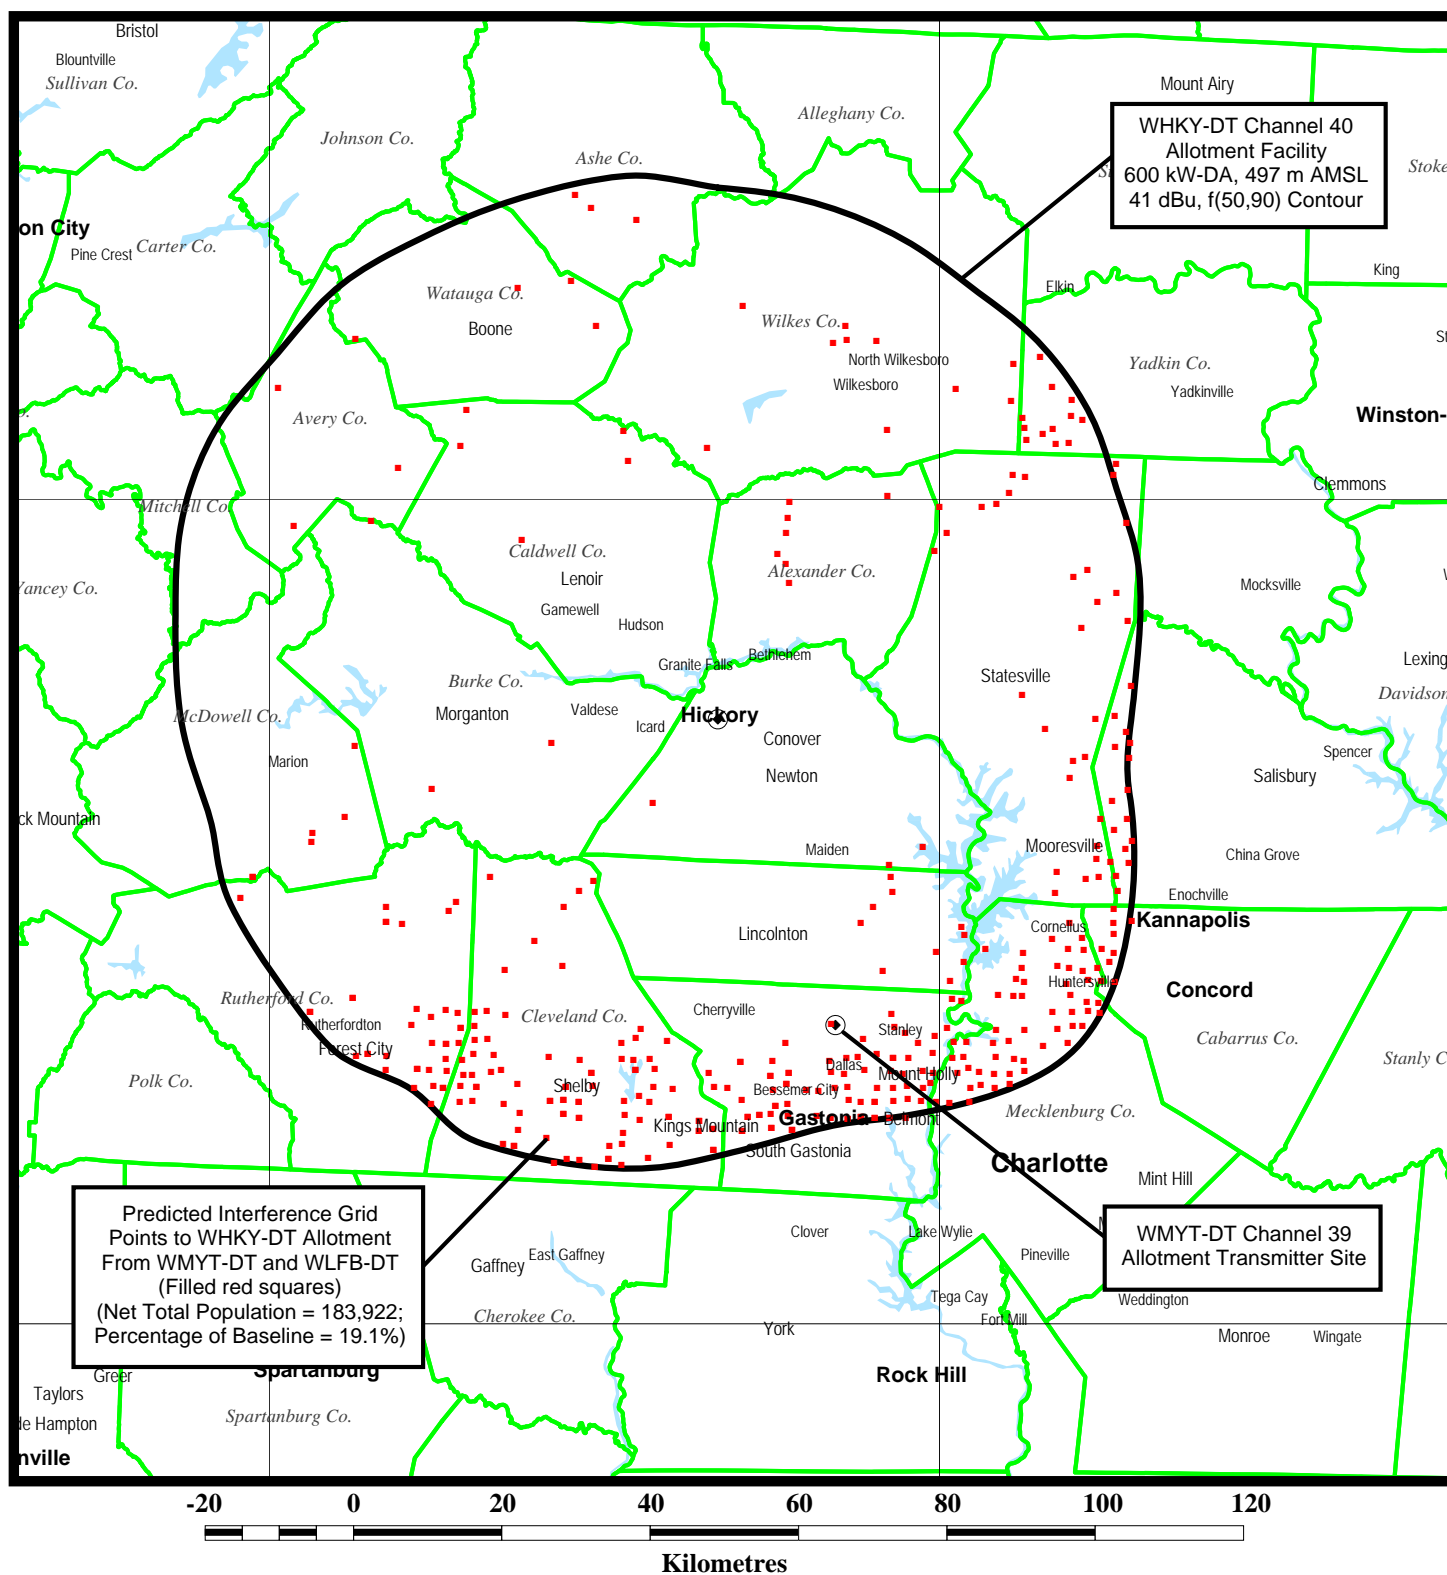 Bristol
Blountville
Sullivan Co.
Johnson Co.
Ashe Co.
Alleghany Co.
Mount Airy
WHKY-DT Channel 40
Allotment Facility
600 kW-DA, 497 m AMSL
41 dBu, f(50,90) Contour
Stoke
on City
Pine Crest
Carter Co.
Watauga Co.
Boone
Wilkes Co.
North Wilkesboro
Wilkesboro
Elkin
King
Yadkin Co.
Yadkinville
Winston-
Avery Co.
Mitchell Co.
Clemmons
Yancey Co.
Caldwell Co.
Lenoir
Gamewell
Hudson
Alexander Co.
Mocksville
Granite Falls
Bethlehem
Statesville
Lexing
Davidson
Burke Co.
Morganton
Valdese
Icard
Hickory
Conover
Newton
McDowell Co.
Marion
Spencer
Salisbury
ck Mountain
Maiden
Mooresville
China Grove
Enochville
Kannapolis
Lincolnton
Cornelius
Huntersville
Concord
Rutherford Co.
Rutherfordton
Forest City
Cleveland Co.
Cherryville
Stanley
Cabarrus Co.
Stanly C
Polk Co.
Shelby
Dallas
Mount Holly
Bessemer City
Gastonia
Belmont
Mecklenburg Co.
Kings Mountain
South Gastonia
Charlotte
Mint Hill
Predicted Interference Grid
Points to WHKY-DT Allotment
From WMYT-DT and WLFB-DT
(Filled red squares)
(Net Total Population = 183,922;
Percentage of Baseline = 19.1%)
WMYT-DT Channel 39
Allotment Transmitter Site
Clover
Lake Wylie
Pineville
Gaffney
East Gaffney
Tega Cay
Fort Mill
Weddington
Cherokee Co.
York
Monroe
Wingate
Rock Hill
Spartanburg
Greer
Taylors
de Hampton
Spartanburg Co.
nville
-20 0 20 40 60 80 100 120
Kilometres